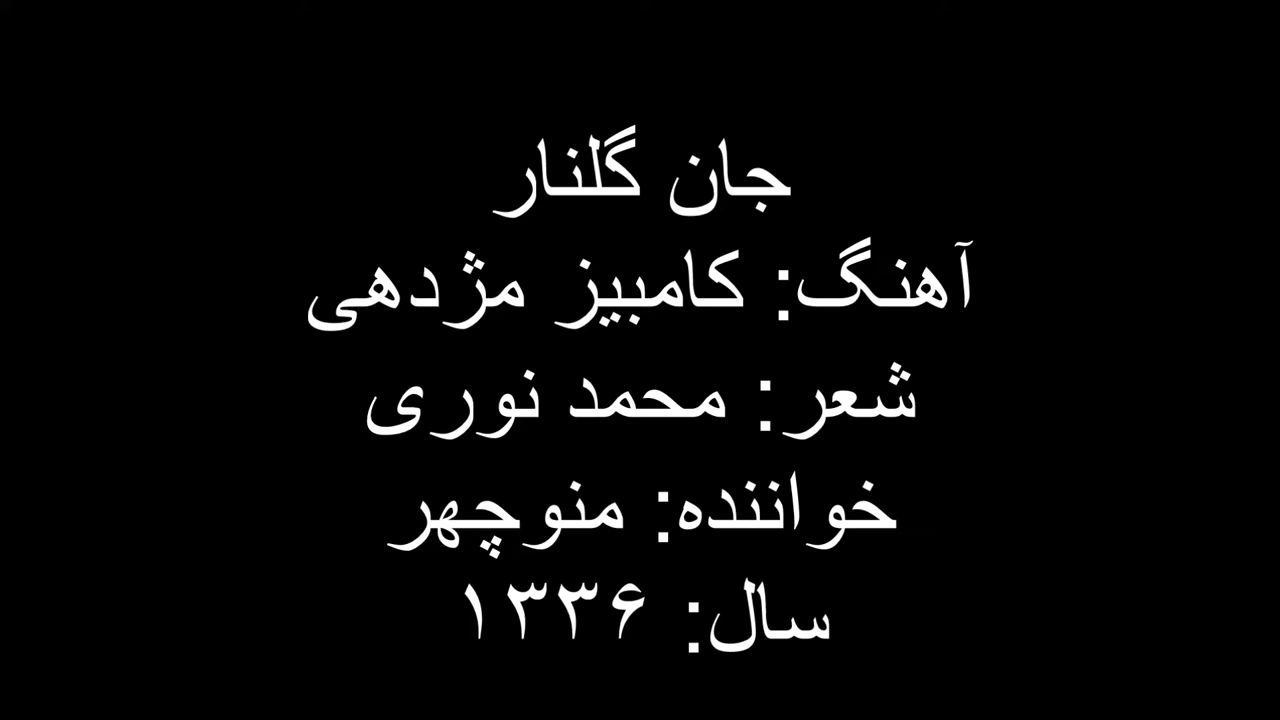 جان گلنار
آهنگ: کامبیز مژدهی
شعر: محمد نوری
خواننده: منوچهر
سال: ۱۳۳۶